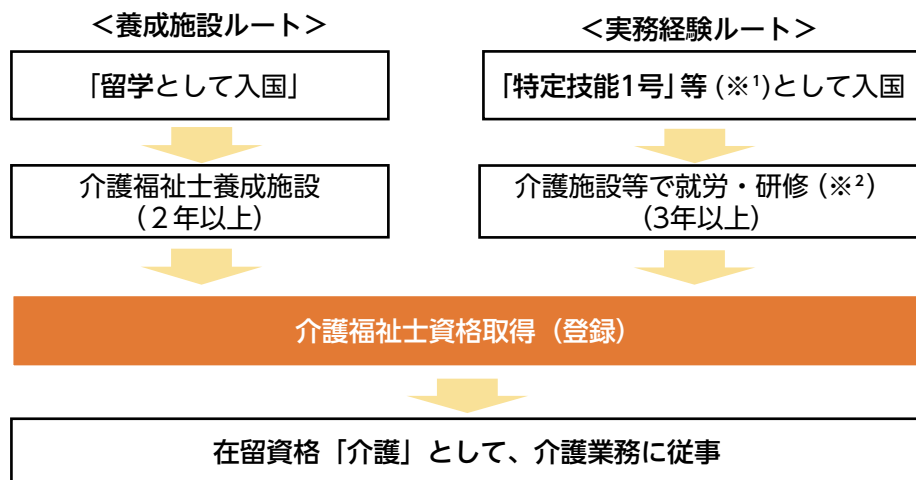 ＜養成施設ルート＞
＜実務経験ルート＞
「留学として入国」
「特定技能1号」等 (※¹)として入国
介護福祉士養成施設
（２年以上）
介護施設等で就労・研修 (※²)
(3年以上)
介護福祉士資格取得（登録）
在留資格「介護」として、介護業務に従事